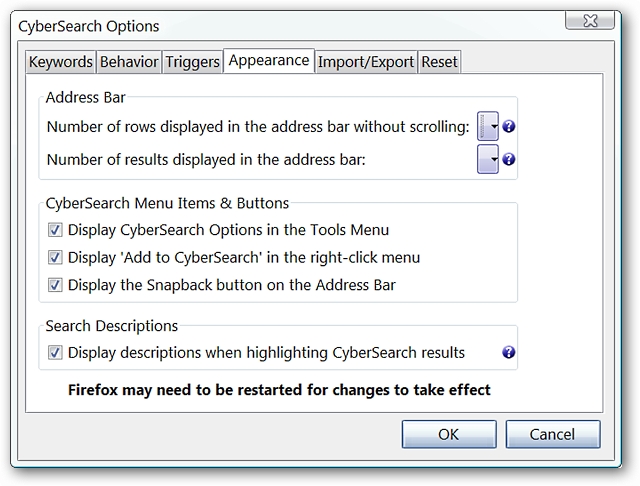 CyberSearch Options
Keywords Behavior Triggers Appearance Import/Export Reset
Address Bar
Number of rows displayed in the address bar without scrolling: ?
Number of results displayed in the address bar: ?
CyberSearch Menu Items & Buttons
Display CyberSearch Options in the Tools Menu
Display 'Add to CyberSearch' in the right-click menu
Display the Snapback button on the Address Bar
Search Descriptions
Display descriptions when highlighting CyberSearch results ?
Firefox may need to be restarted for changes to take effect
OK Cancel